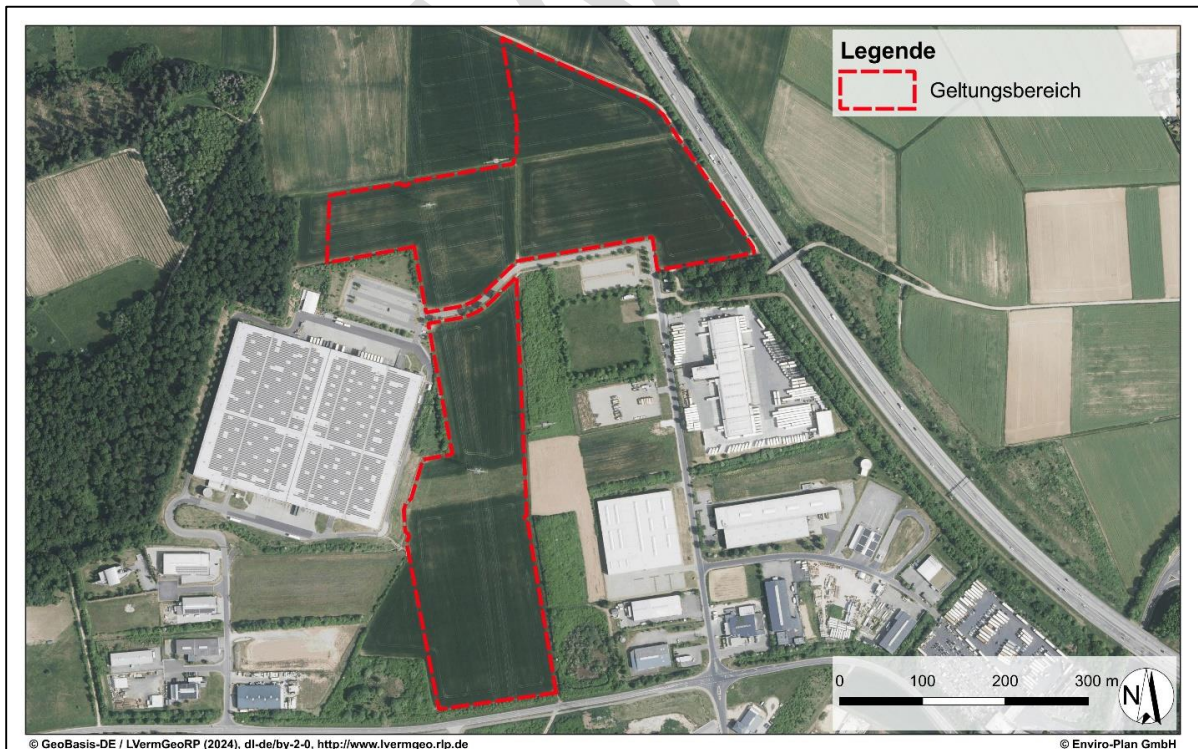 Legende
Geltungsbereich
0 100 200 300 m
N
© GeoBasis-DE / LVermGeoRP (2024), dl-de/by-2-0, http://www.lvermgeo.rlp.de
© Enviro-Plan GmbH